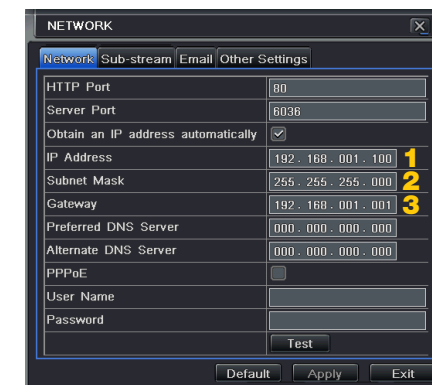 NETWORK
Network Sub-stream Email Other Settings
HTTP Port 80
Server Port 6036
Obtain an IP address automatically
IP Address 192 . 168 . 001 . 100 1
Subnet Mask 255 . 255 . 255 . 000 2
Gateway 192 . 168 . 001 . 001 3
Preferred DNS Server 000 . 000 . 000 . 000
Alternate DNS Server 000 . 000 . 000 . 000
PPPoE
User Name
Password
Test
Default Apply Exit